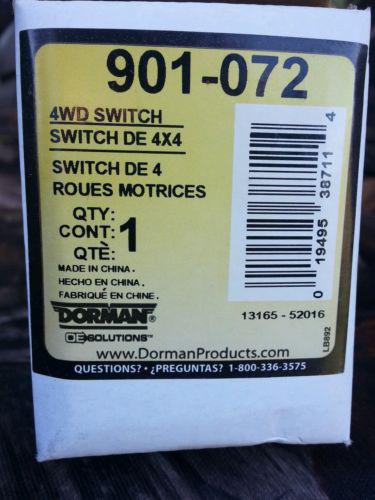 901-072
4WD SWITCH
SWITCH DE 4X4
SWITCH DE 4
ROUES MOTRICES
QTY:
CONT: 1
QTÈ:
MADE IN CHINA.
HECHO EN CHINA.
FABRIQUÉ EN CHINE.
DORMAN
OE SOLUTIONS™
0 19495 38711 4
13165 - 52016
LB892
www.DormanProducts.com
QUESTIONS? • ¿PREGUNTAS? 1-800-336-3575